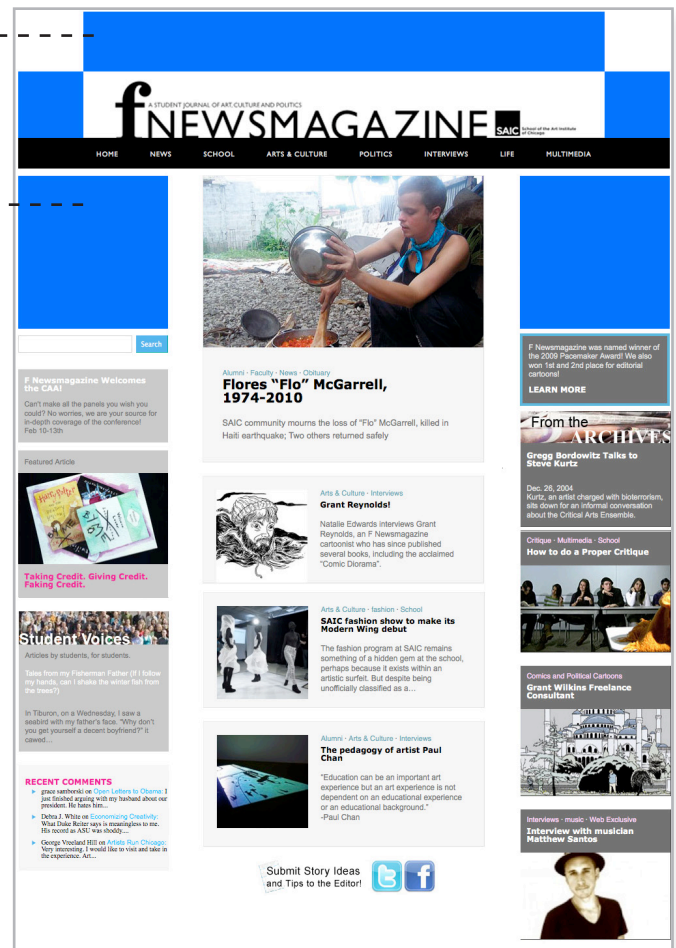 f NEWSMAGAZINE
A STUDENT JOURNAL OF ART, CULTURE AND POLITICS
SAIC School of the Art Institute of Chicago
HOME NEWS SCHOOL ARTS & CULTURE POLITICS INTERVIEWS LIFE MULTIMEDIA
Search
F Newsmagazine Welcomes
the CAA!
Can't make all the panels you wish you
could? No worries, we are your source for
in-depth coverage of the conference!
Feb 10-13th
Featured Article
Harry Potter
Taking Credit. Giving Credit.
Faking Credit.
Student Voices
Articles by students, for students.
Tales from my Fisherman Father (If I follow
my hands, can I shake the winter fish from
the trees?)
In Tiburon, on a Wednesday, I saw a
seabird with my father's face. "Why don't
you get yourself a decent boyfriend?" it
cawed…
RECENT COMMENTS
grace samborski on Open Letters to Obama: I
just finished arguing with my husband about our
president. He hates him...
Debra J. White on Economizing Creativity:
What Duke Reiter says is meaningless to me.
His record as ASU was shoddy....
George Vreeland Hill on Artists Run Chicago:
Very interesting. I would like to visit and take in
the experience. Art...
Alumni · Faculty · News · Obituary
Flores "Flo" McGarrell,
1974-2010
SAIC community mourns the loss of "Flo" McGarrell, killed in
Haiti earthquake; Two others returned safely
Arts & Culture · Interviews
Grant Reynolds!
Natalie Edwards interviews Grant
Reynolds, an F Newsmagazine
cartoonist who has since published
several books, including the acclaimed
"Comic Diorama".
Arts & Culture · fashion · School
SAIC fashion show to make its
Modern Wing debut
The fashion program at SAIC remains
something of a hidden gem at the school,
perhaps because it exists within an
artistic surfeit. But despite being
unofficially classified as a…
Alumni · Arts & Culture · Interviews
The pedagogy of artist Paul
Chan
"Education can be an important art
experience but an art experience is not
dependent on an educational experience
or an educational background."
-Paul Chan
Submit Story Ideas
and Tips to the Editor!
t f
F Newsmagazine was named winner of
the 2009 Pacemaker Award! We also
won 1st and 2nd place for editorial
cartoons!
LEARN MORE
From the
ARCHIVES
Gregg Bordowitz Talks to
Steve Kurtz
Dec. 26, 2004
Kurtz, an artist charged with bioterrorism,
sits down for an informal conversation
about the Critical Arts Ensemble.
Critique · Multimedia · School
How to do a Proper Critique
Comics and Political Cartoons
Grant Wilkins Freelance
Consultant
Interviews · music · Web Exclusive
Interview with musician
Matthew Santos